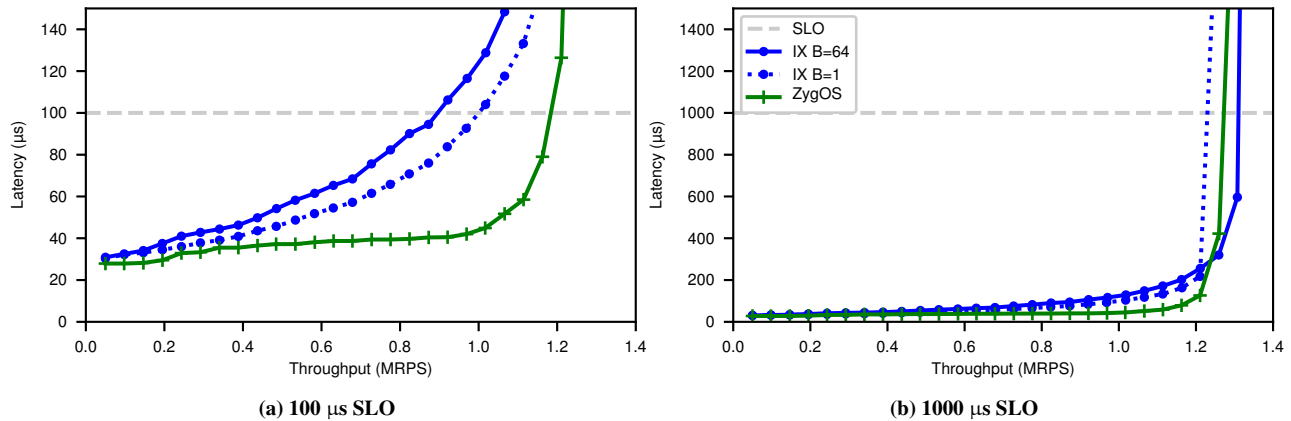 140
120
100
80
60
40
20
0
Latency (µs)
0.0 0.2 0.4 0.6 0.8 1.0 1.2 1.4
Throughput (MRPS)
(a) 100 µs SLO
1400
1200
1000
800
600
400
200
0
Latency (µs)
SLO
IX B=64
IX B=1
ZygOS
0.0 0.2 0.4 0.6 0.8 1.0 1.2 1.4
Throughput (MRPS)
(b) 1000 µs SLO